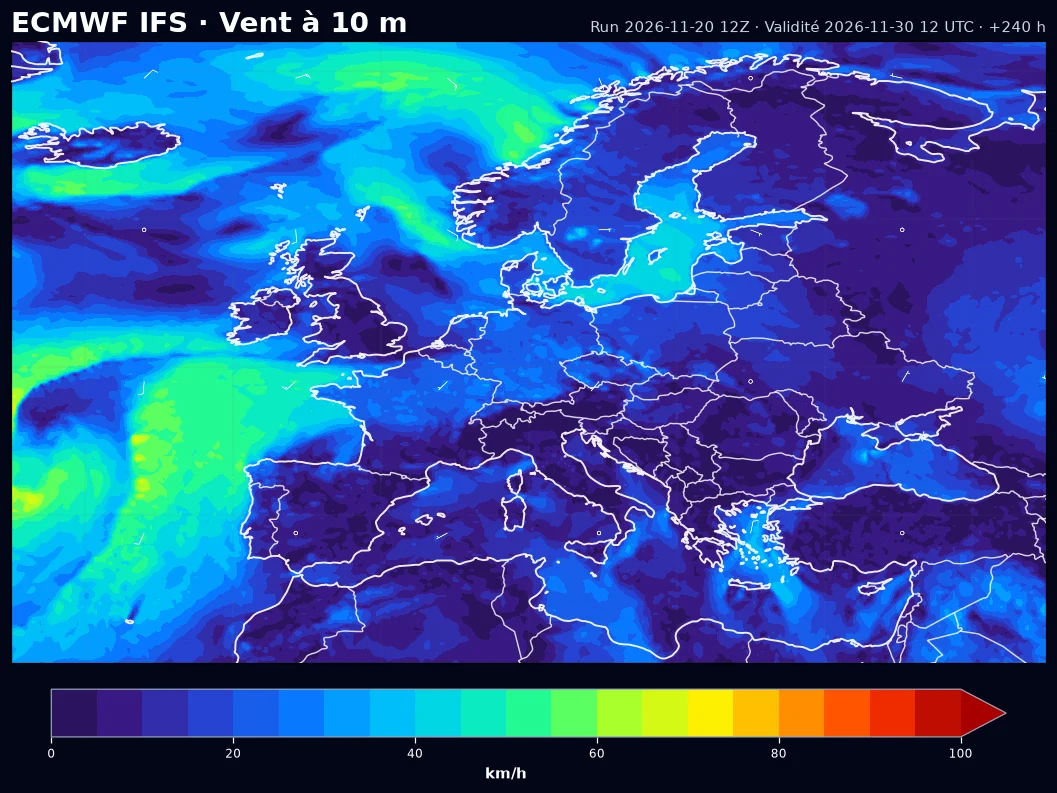 ECMWF IFS · Vent à 10 m
Run 2026-11-20 12Z · Validité 2026-11-30 12 UTC · +240 h
0 20 40 60 80 100
km/h